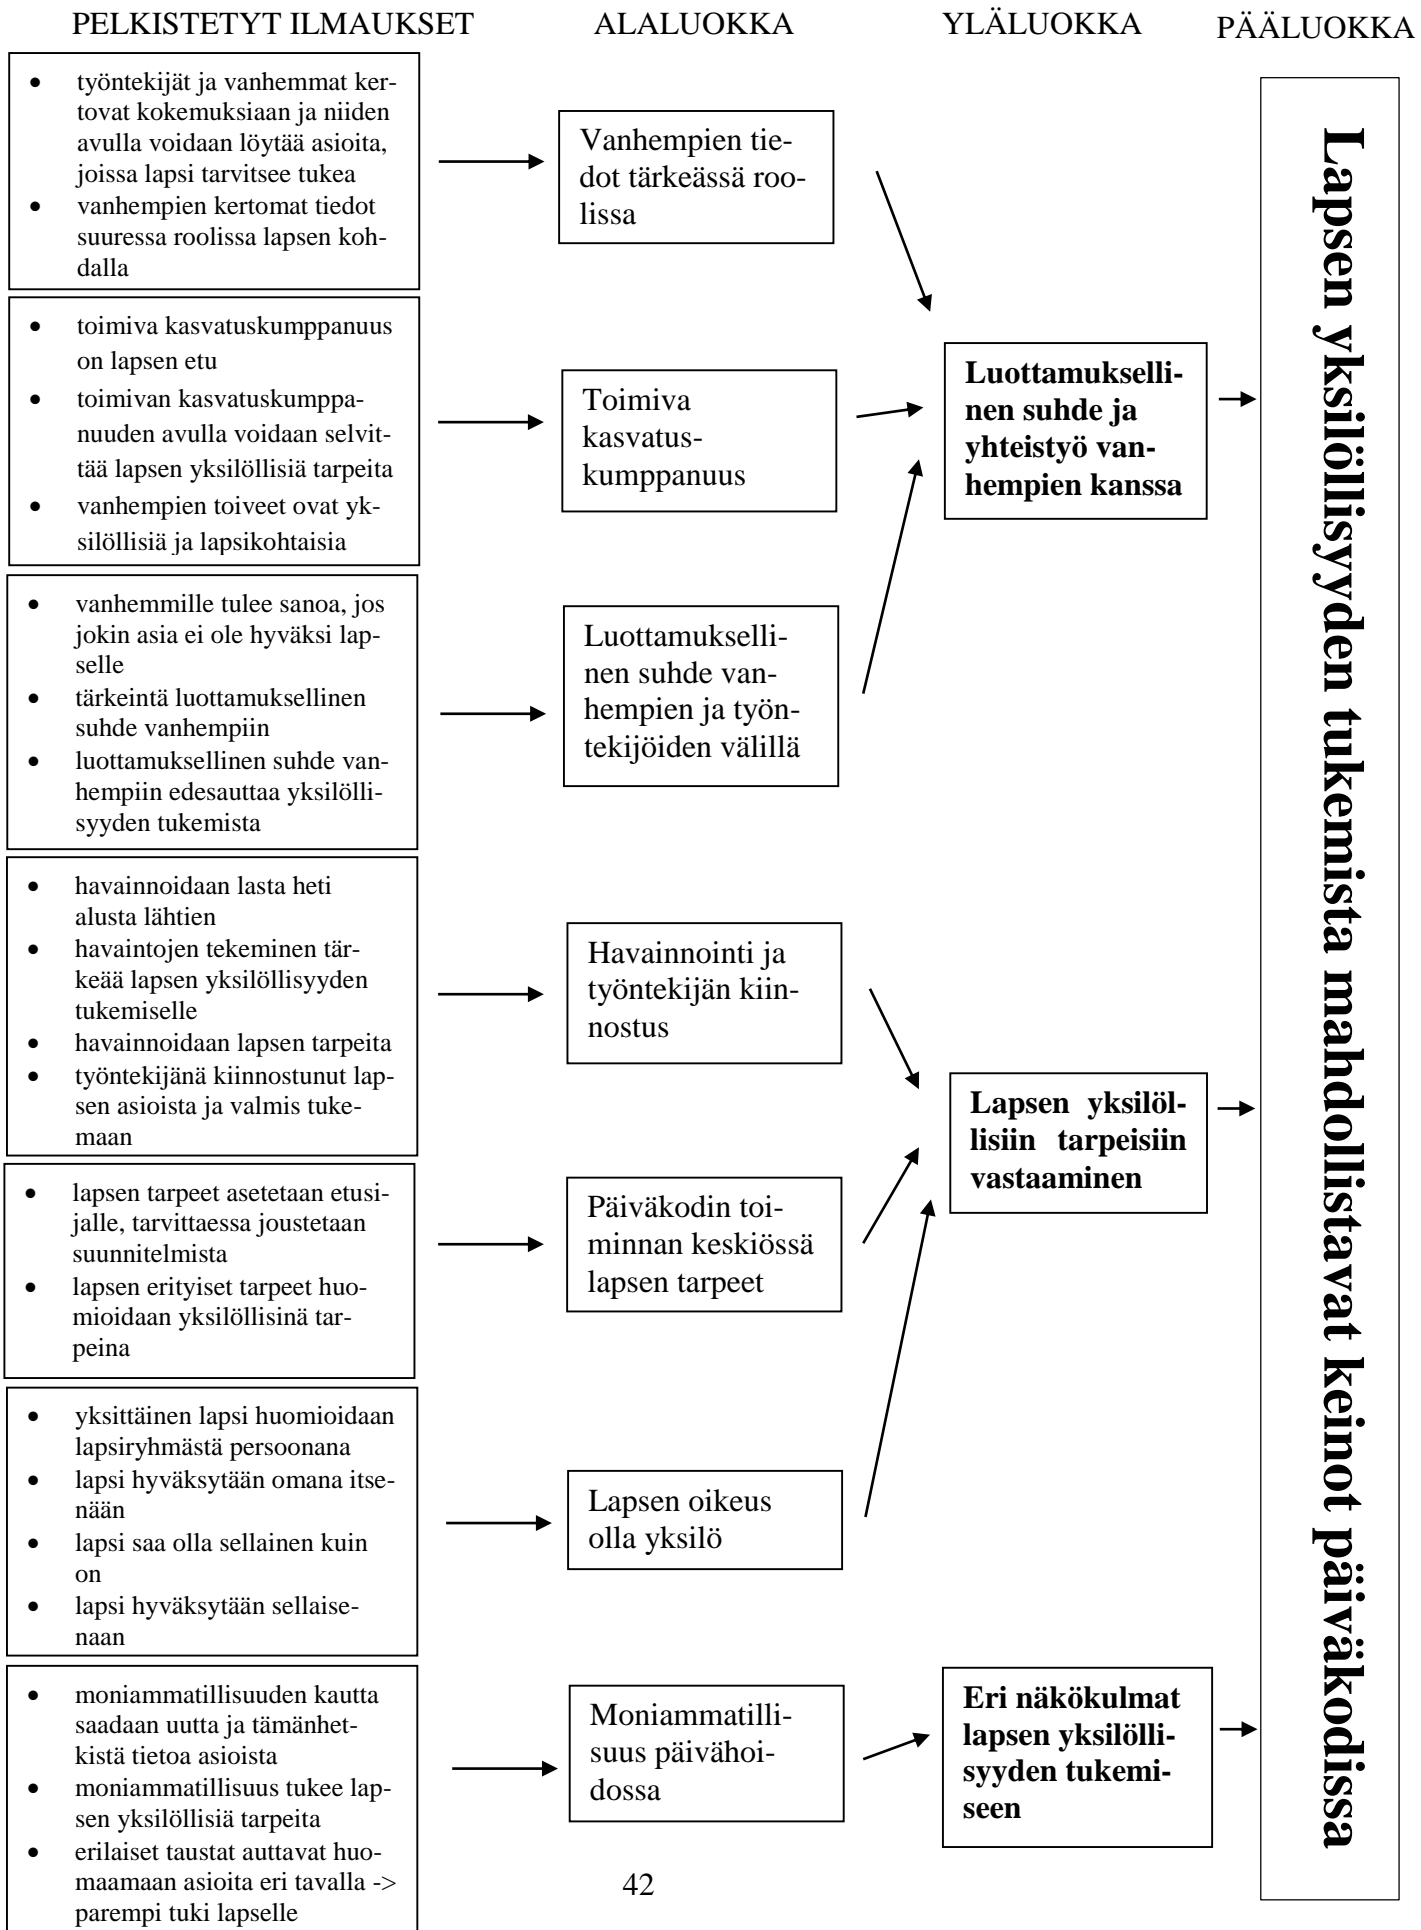 PELKISTETYT ILMAUKSET
ALALUOKKA
YLÄLUOKKA
PÄÄLUOKKA
• työntekijät ja vanhemmat ker-
tovat kokemuksiaan ja niiden
avulla voidaan löytää asioita,
joissa lapsi tarvitsee tukea
• vanhempien kertomat tiedot
suuressa roolissa lapsen koh-
dalla
Vanhempien tie-
dot tärkeässä roo-
lissa
• toimiva kasvatuskumppanuus
on lapsen etu
• toimivan kasvatuskumppa-
nuuden avulla voidaan selvit-
tää lapsen yksilöllisiä tarpeita
• vanhempien toiveet ovat yk-
silöllisiä ja lapsikohtaisia
Toimiva
kasvatus-
kumppanuus
Luottamukselli-
nen suhde ja
yhteistyö van-
hempien kanssa
• vanhemmille tulee sanoa, jos
jokin asia ei ole hyväksi lap-
selle
• tärkeintä luottamuksellinen
suhde vanhempiin
• luottamuksellinen suhde van-
hempiin edesauttaa yksilölli-
syyden tukemista
Luottamukselli-
nen suhde van-
hempien ja työn-
tekijöiden välillä
• havainnoidaan lasta heti
alusta lähtien
• havaintojen tekeminen tär-
keää lapsen yksilöllisyyden
tukemiselle
• havainnoidaan lapsen tarpeita
• työntekijänä kiinnostunut lap-
sen asioista ja valmis tuke-
maan
Havainnointi ja
työntekijän kiin-
nostus
Lapsen yksilöl-
lisiin tarpeisiin
vastaaminen
• lapsen tarpeet asetetaan etusi-
jalle, tarvittaessa joustetaan
suunnitelmista
• lapsen erityiset tarpeet huo-
mioidaan yksilöllisinä tar-
peina
Päiväkodin toi-
minnan keskiössä
lapsen tarpeet
• yksittäinen lapsi huomioidaan
lapsiryhmästä persoonana
• lapsi hyväksytään omana itse-
nään
• lapsi saa olla sellainen kuin
on
• lapsi hyväksytään sellaise-
naan
Lapsen oikeus
olla yksilö
• moniammatillisuuden kautta
saadaan uutta ja tämänhet-
kistä tietoa asioista
• moniammatillisuus tukee lap-
sen yksilöllisiä tarpeita
• erilaiset taustat auttavat huo-
maamaan asioita eri tavalla ->
parempi tuki lapselle
Moniammatilli-
suus päivähoi-
dossa
Eri näkökulmat
lapsen yksilölli-
syyden tukemi-
seen
Lapsen yksilöllisyyden tukemista mahdollistavat keinot päiväkodissa
42